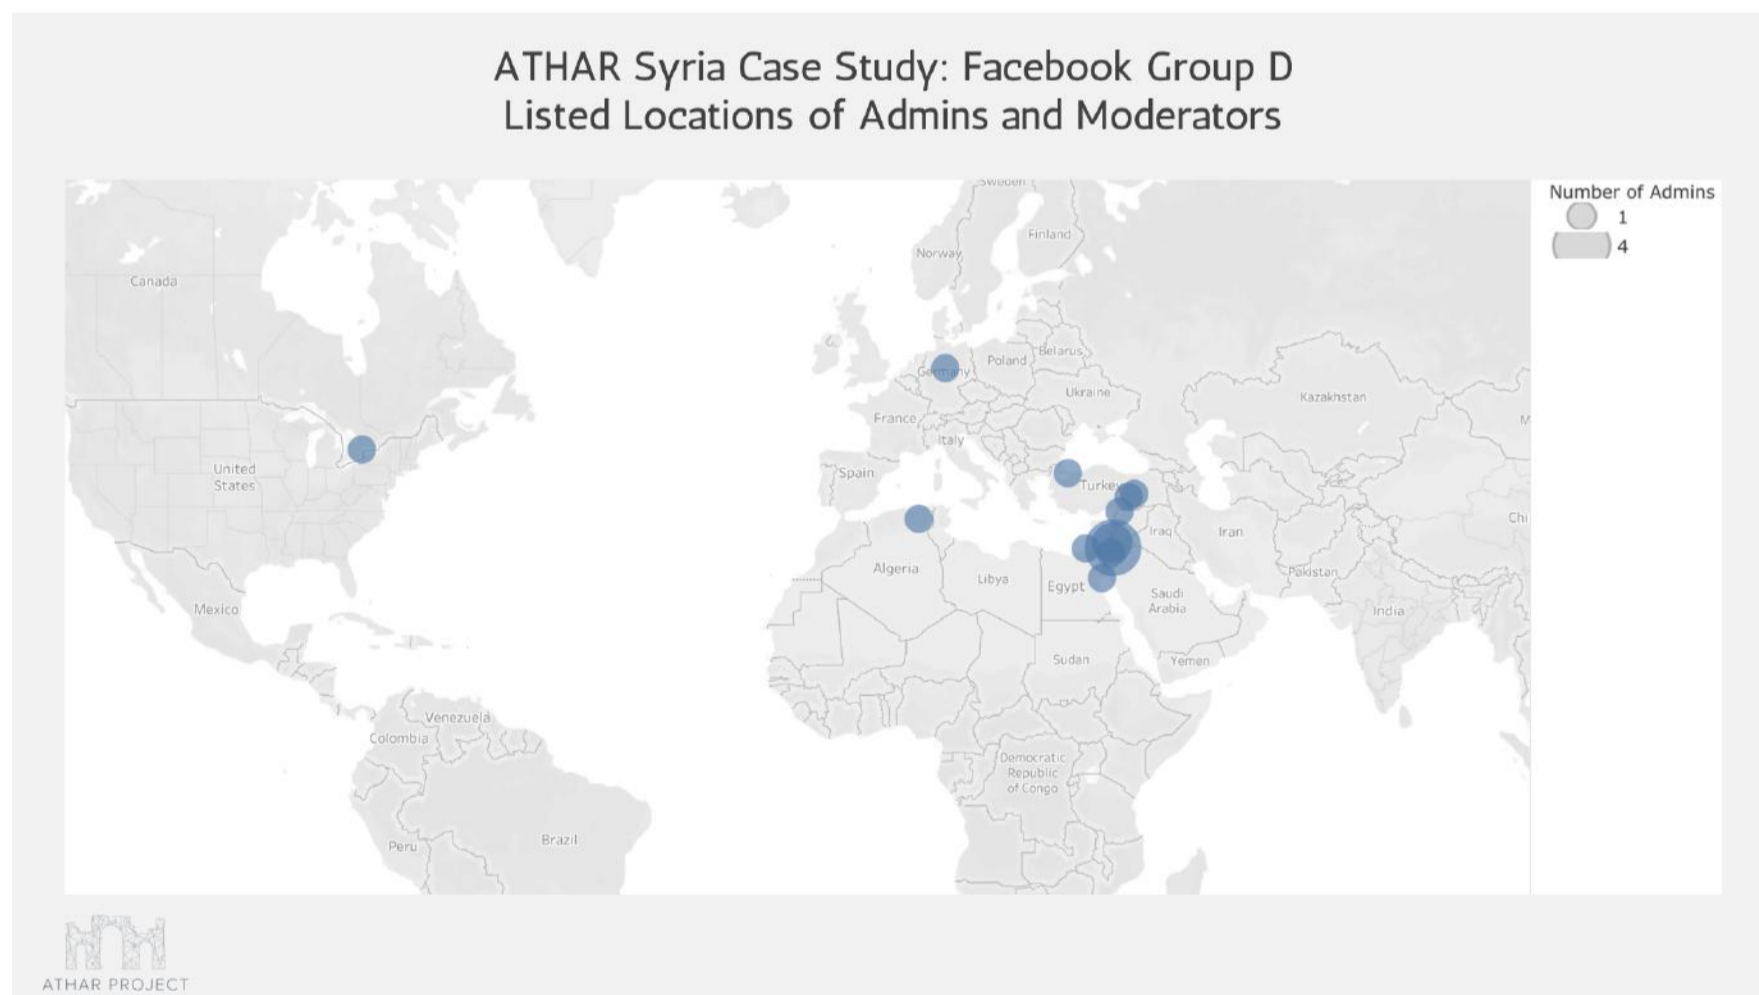 ATHAR Syria Case Study: Facebook Group D
Listed Locations of Admins and Moderators
Number of Admins
1
4
Sweden
Finland
Norway
Canada
Poland
Belarus
Germany
Ukraine
Kazakhstan
France
M
Italy
United
States
Spain
Turkey
Chi
Iraq
Iran
Algeria
Libya
Egypt
Pakistan
Saudi
Arabia
Mexico
India
Sudan
Yemen
Venezuela
Colombia
Democratic
Republic
of Congo
Brazil
Peru
ATHAR PROJECT